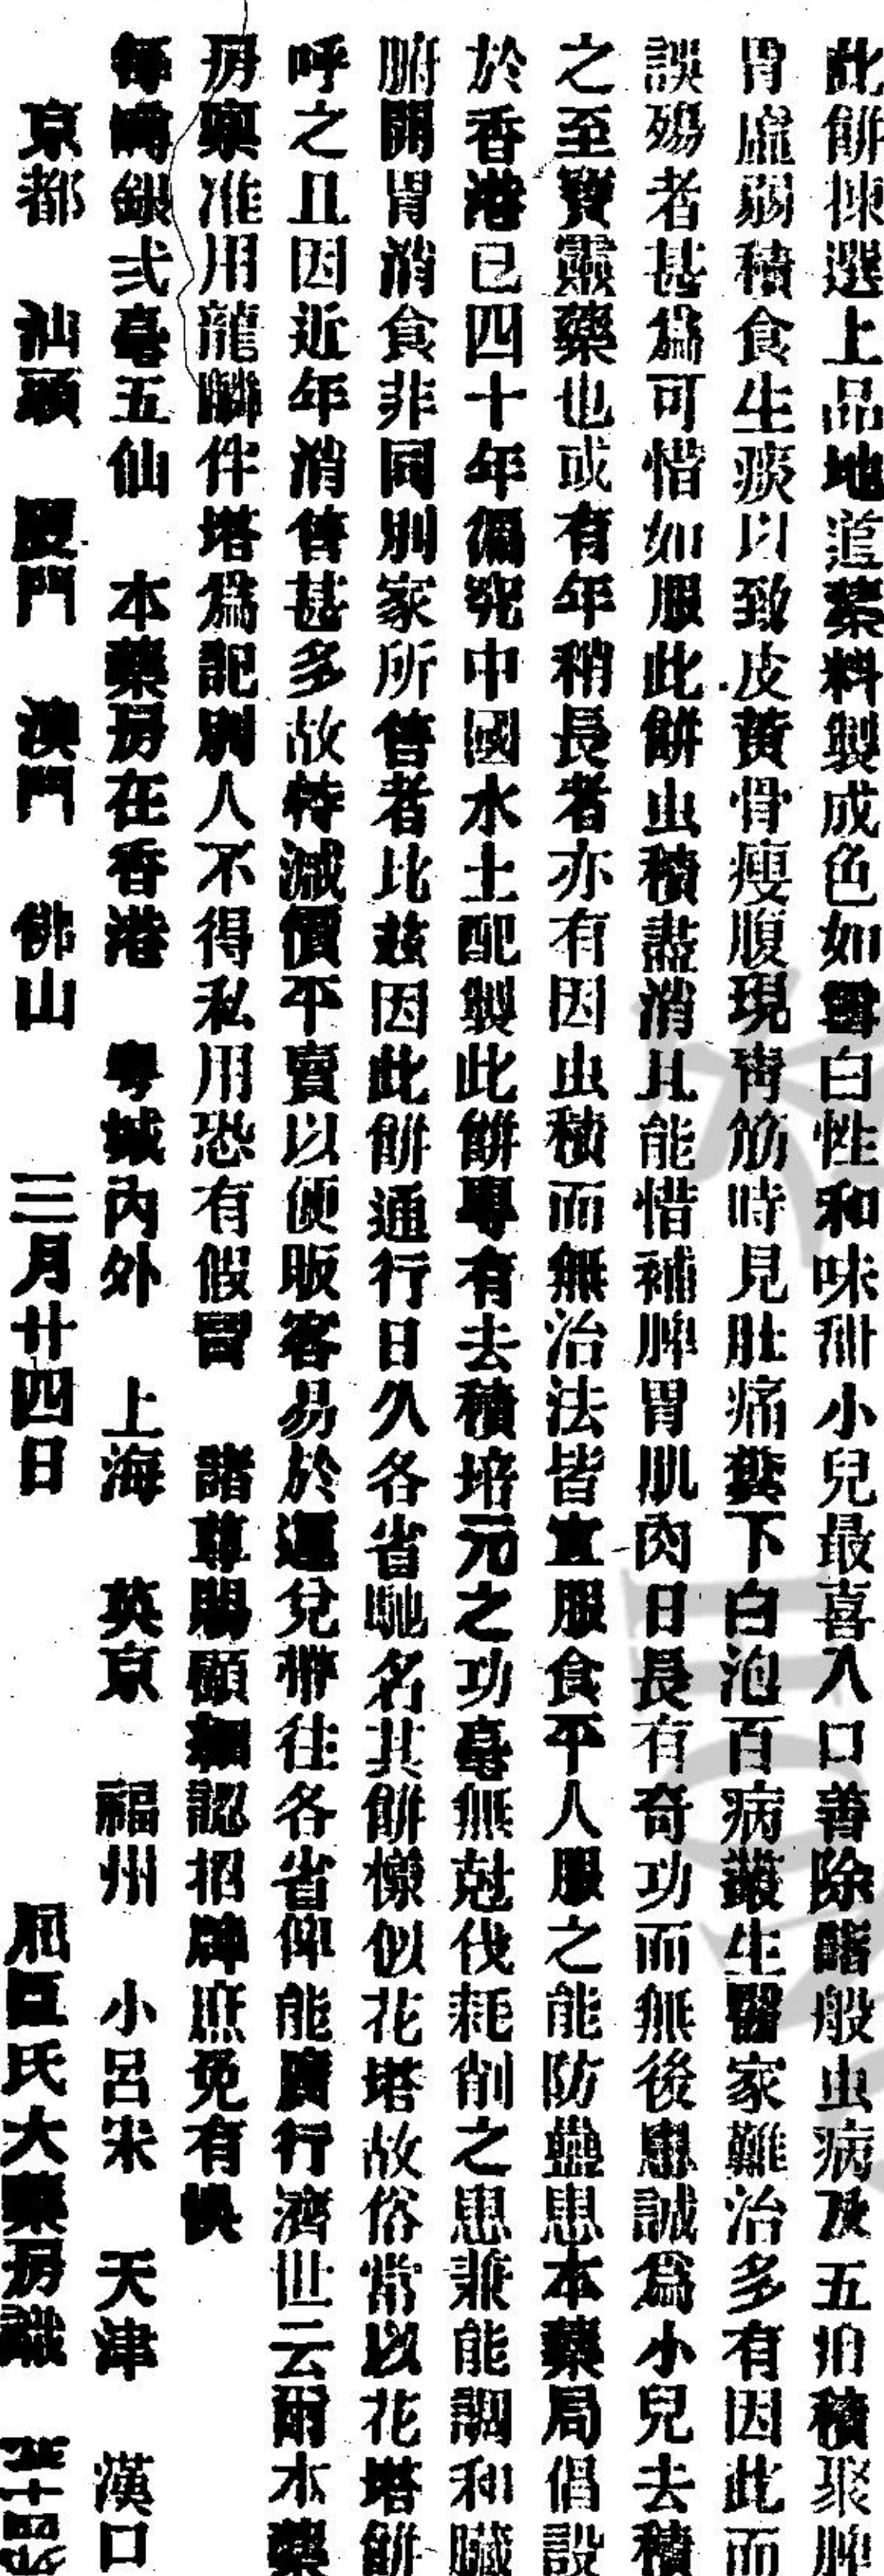 此餅揀選上品地道藥料製成色如雪白性和味甜小兒最喜入口善除諸般虫病及五疳積聚脾
胃虛弱積食生痰以致皮黃骨瘦腹現青筋時見肚痛糞下白泡百病叢生醫家難治多有因此而
誤殤者甚為可惜如服此餅虫積盡消且能借補脾胃肌肉日長有奇功而無後患誠為小兒去積
之至寶靈藥也或有年稍長者亦有因虫積而無治法皆宜服食平人服之能防蠱患本藥局倡設
於香港已四十年徧究中國水土配製此餅專有去積培元之功毫無尅伐耗削之患兼能調和臟
腑開胃消食非同別家所售者比茲因此餅通行日久各省馳名其餅樣似花塔故俗常以花塔餅
呼之且因近年消售甚多故特減價平賣以便販客易於運兌帶往各省俾能廣行濟世云爾本藥
房稟准用龍麟伴塔為記別人不得私用恐有假冒 諸尊賜顧細認招牌庶免有悞
每罇銀弍毫五仙 本藥房在香港 粵城內外 上海 英京 福州 小呂宋 天津 漢口
京都 汕頭 廈門 澳門 佛山 三月廿四日 屈臣氏大藥房謹